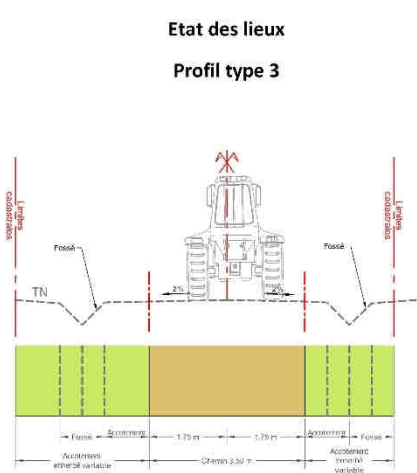 Etat des lieux
Profil type 3
Limites
cadastrales
Limites
cadastrales
Fossé
Fossé
TN
2%
2%
Fossé
Accotement
1.75 m
1.75 m
Accotement
Fossé
Accotement
enherbé variable
Chemin 3.50 m
Accotement
enherbé
variable